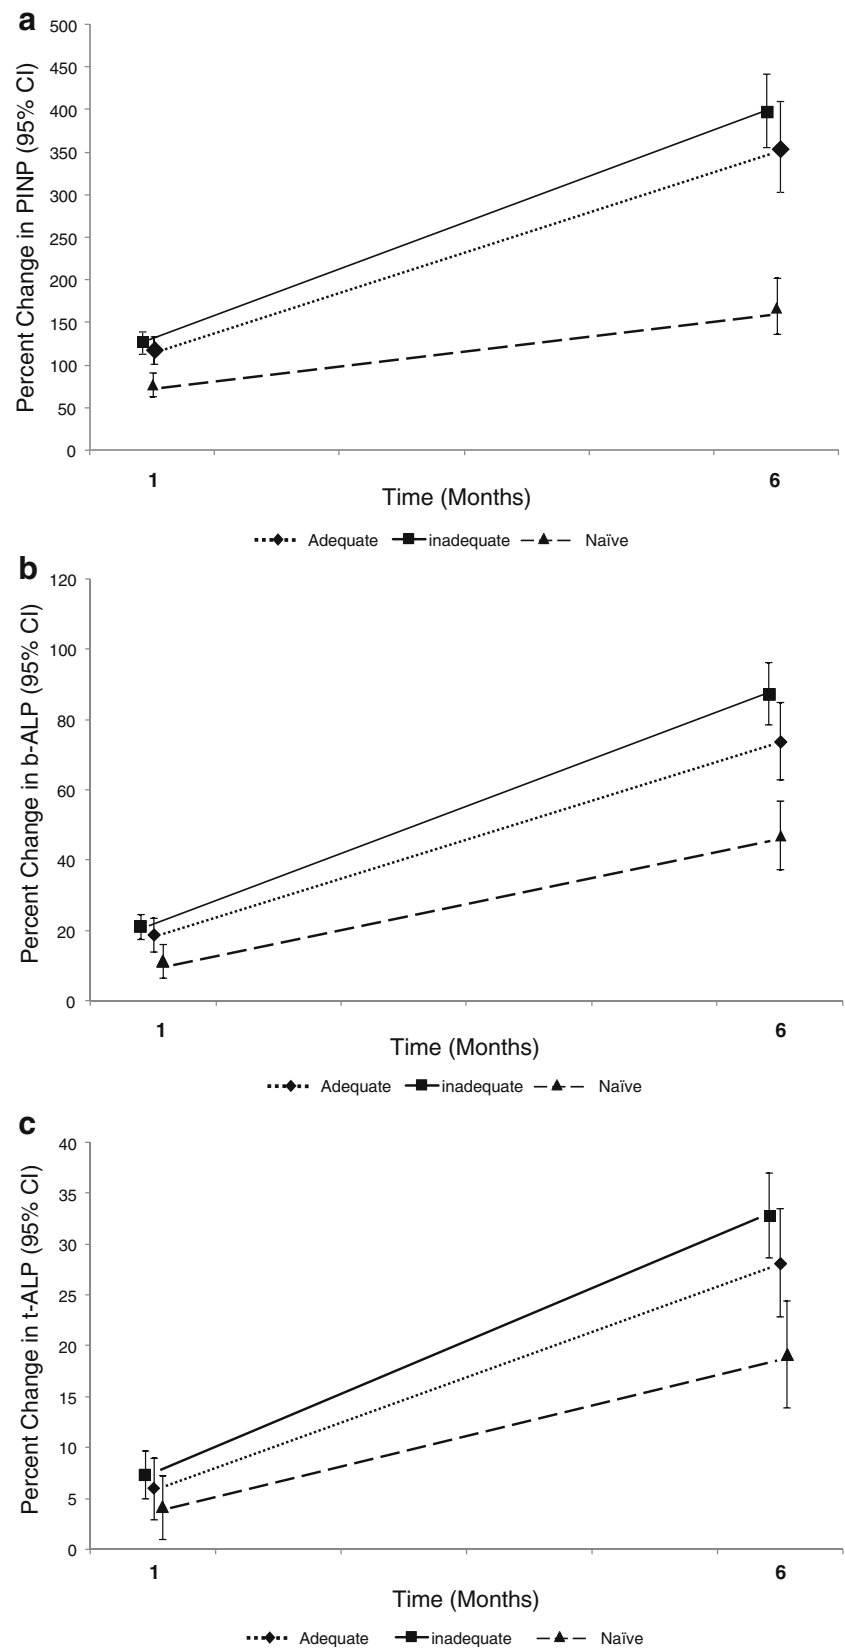 a
Percent Change in PINP (95% CI)
500
450
400
350
300
250
200
150
100
50
0
1
6
Time (Months)
Adequate inadequate Naïve
b
Percent Change in b-ALP (95% CI)
120
100
80
60
40
20
0
1
6
Time (Months)
Adequate inadequate Naïve
c
Percent Change in t-ALP (95% CI)
40
35
30
25
20
15
10
5
0
1
6
Time (Months)
Adequate inadequate Naïve